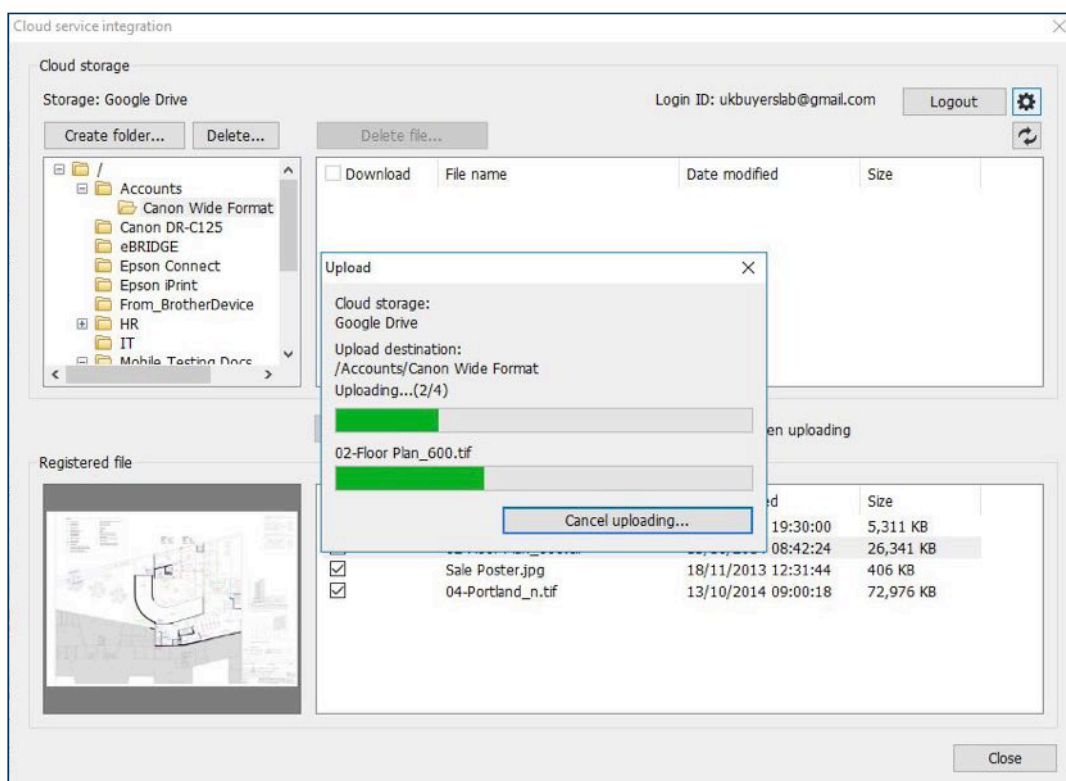 Cloud service integration
Cloud storage
Storage: Google Drive
Login ID: ukbuyerslab@gmail.com
Logout
Create folder...
Delete...
Delete file...
/
Accounts
Canon Wide Format
Canon DR-C125
eBRIDGE
Epson Connect
Epson iPrint
From_BrotherDevice
HR
IT
Mobile Testing Docs
Download File name Date modified Size
Upload
Cloud storage:
Google Drive
Upload destination:
/Accounts/Canon Wide Format
Uploading...(2/4)
02-Floor Plan_600.tif
Cancel uploading...
uploading
Registered file
Size
19:30:00 5,311 KB
08:42:24 26,341 KB
Sale Poster.jpg 18/11/2013 12:31:44 406 KB
04-Portland_n.tif 13/10/2014 09:00:18 72,976 KB
Close